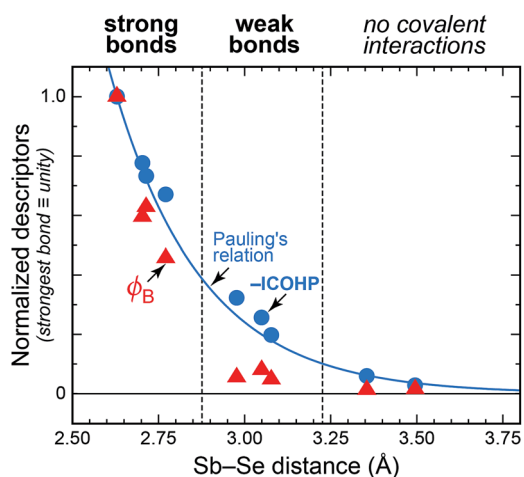 strong
bonds
weak
bonds
no covalent
interactions
Normalized descriptors
(strongest bond ≡ unity)
1.0
0
Pauling's
relation
–ICOHP
ϕB
2.50 2.75 3.00 3.25 3.50 3.75
Sb–Se distance (Å)